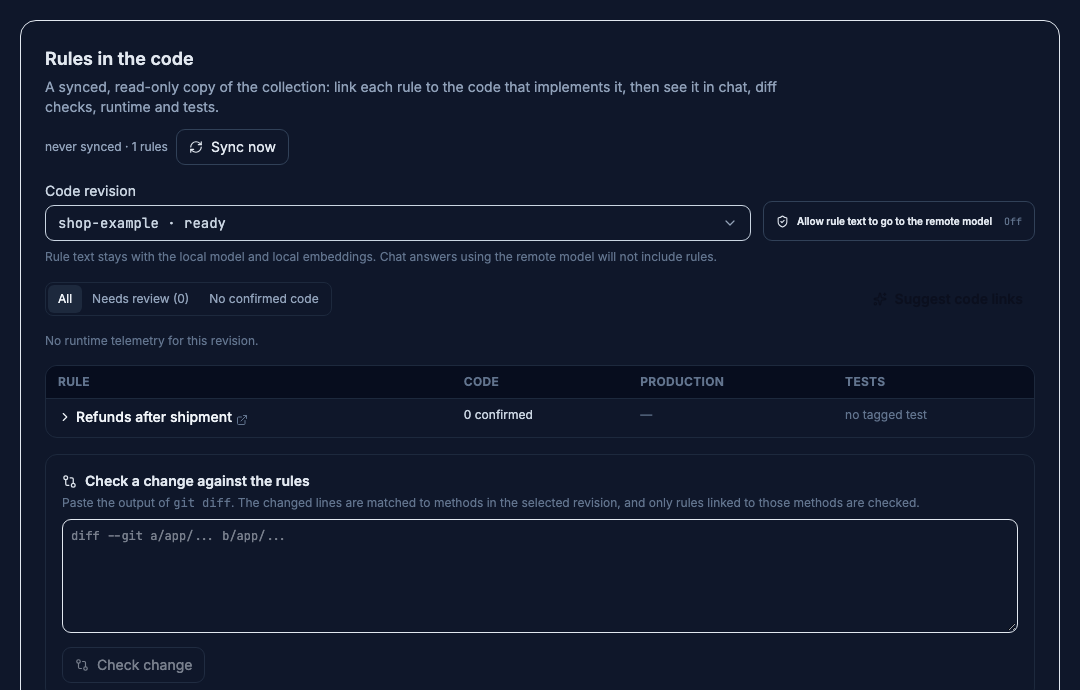 Rules in the code
A synced, read-only copy of the collection: link each rule to the code that implements it, then see it in chat, diff
checks, runtime and tests.
never synced · 1 rules
Sync now
Code revision
shop-example · ready
Allow rule text to go to the remote model Off
Rule text stays with the local model and local embeddings. Chat answers using the remote model will not include rules.
All Needs review (0) No confirmed code
Suggest code links
No runtime telemetry for this revision.
RULE CODE PRODUCTION TESTS
Refunds after shipment 0 confirmed — no tagged test
Check a change against the rules
Paste the output of git diff. The changed lines are matched to methods in the selected revision, and only rules linked to those methods are checked.
diff --git a/app/... b/app/...
Check change